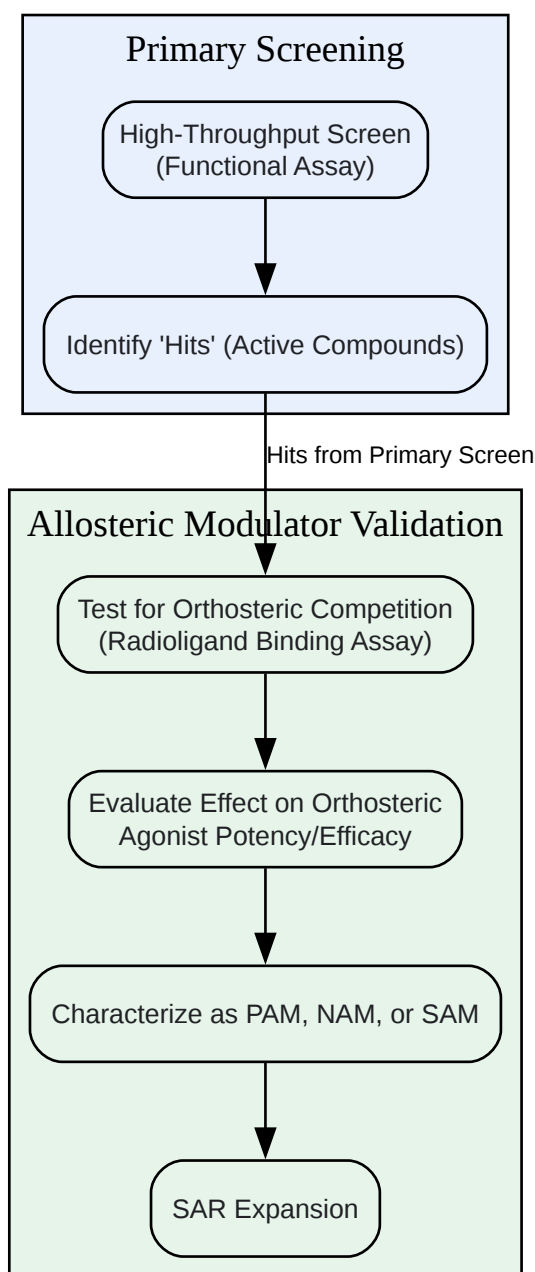 Primary Screening
High-Throughput Screen
(Functional Assay)
Identify 'Hits' (Active Compounds)
Hits from Primary Screen
Allosteric Modulator Validation
Test for Orthosteric Competition
(Radioligand Binding Assay)
Evaluate Effect on Orthosteric
Agonist Potency/Efficacy
Characterize as PAM, NAM, or SAM
SAR Expansion